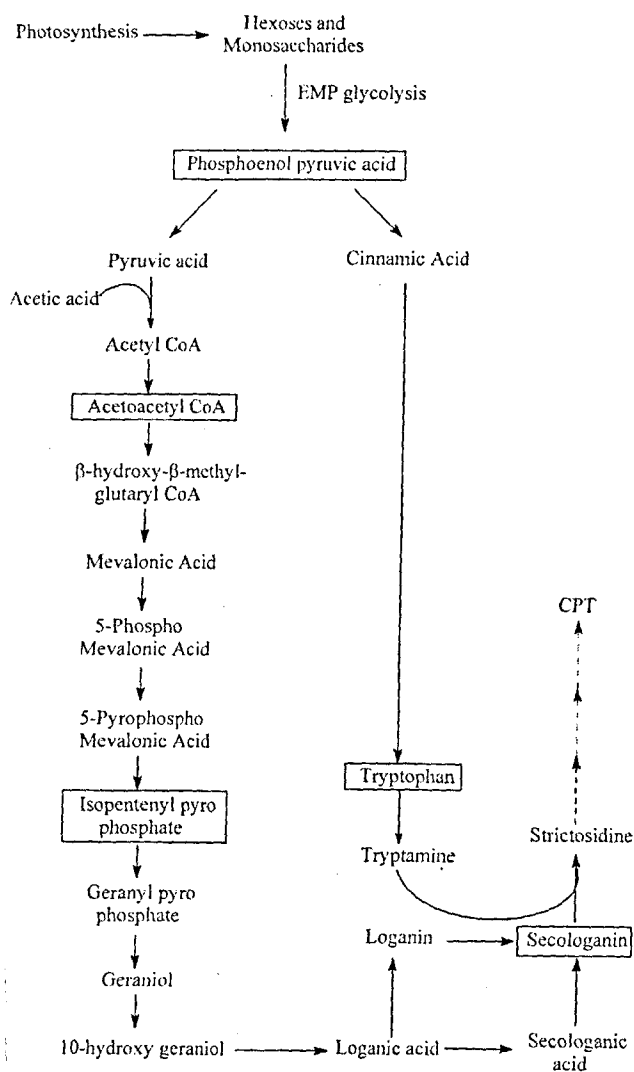 Photosynthesis
Hexoses and
Monosaccharides
EMP glycolysis
Phosphoenol pyruvic acid
Pyruvic acid
Cinnamic Acid
Acetic acid
Acetyl CoA
Acetoacetyl CoA
β-hydroxy-β-methyl-
glutaryl CoA
Mevalonic Acid
5-Phospho
Mevalonic Acid
CPT
5-Pyrophospho
Mevalonic Acid
Tryptophan
Isopentenyl pyro
phosphate
Strictosidine
Tryptamine
Geranyl pyro
phosphate
Loganin
Secologanin
Geraniol
10-hydroxy geraniol
Loganic acid
Secologanic
acid